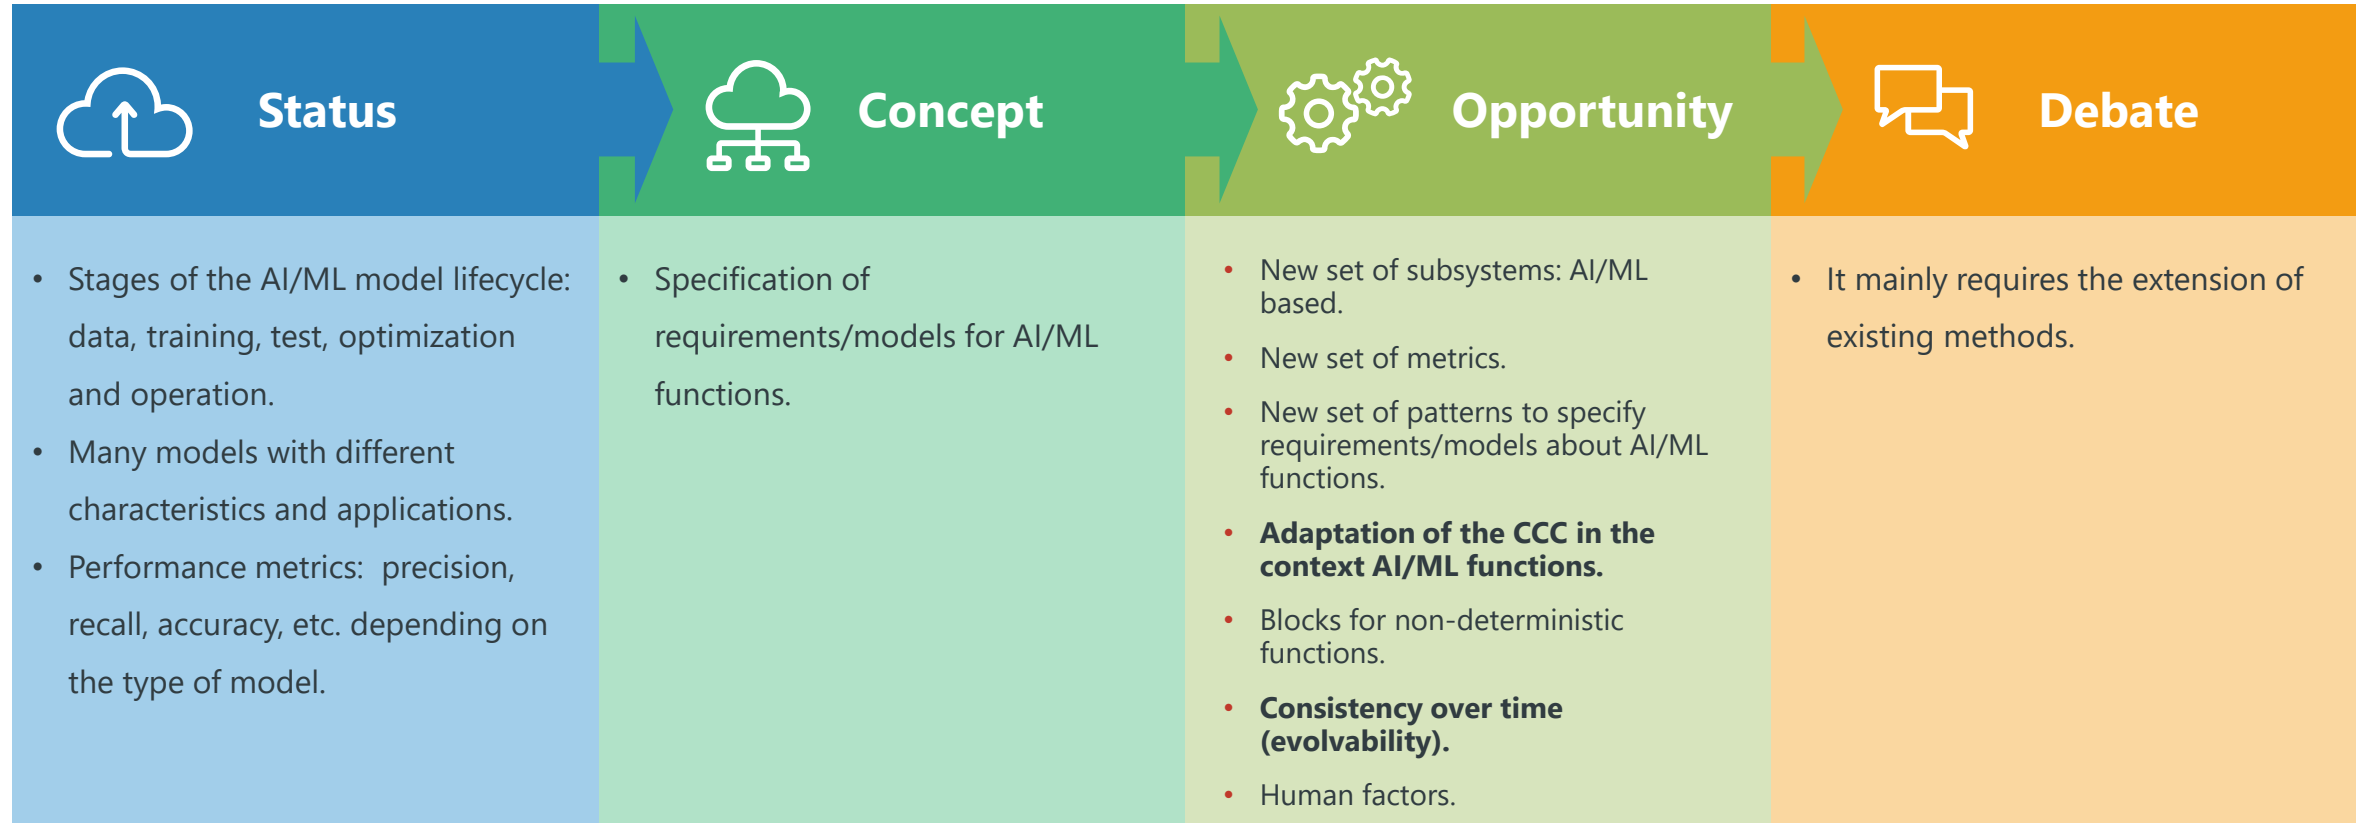 Status
• Stages of the AI/ML model lifecycle:
data, training, test, optimization
and operation.
• Many models with different
characteristics and applications.
• Performance metrics:  precision,
recall, accuracy, etc. depending on
the type of model.
Concept
• Specification of
requirements/models for AI/ML
functions.
Opportunity
• New set of subsystems: AI/ML
based.
• New set of metrics.
• New set of patterns to specify
requirements/models about AI/ML
functions.
• Adaptation of the CCC in the
context AI/ML functions.
• Blocks for non-deterministic
functions.
• Consistency over time
(evolvability).
• Human factors.
Debate
• It mainly requires the extension of
existing methods.